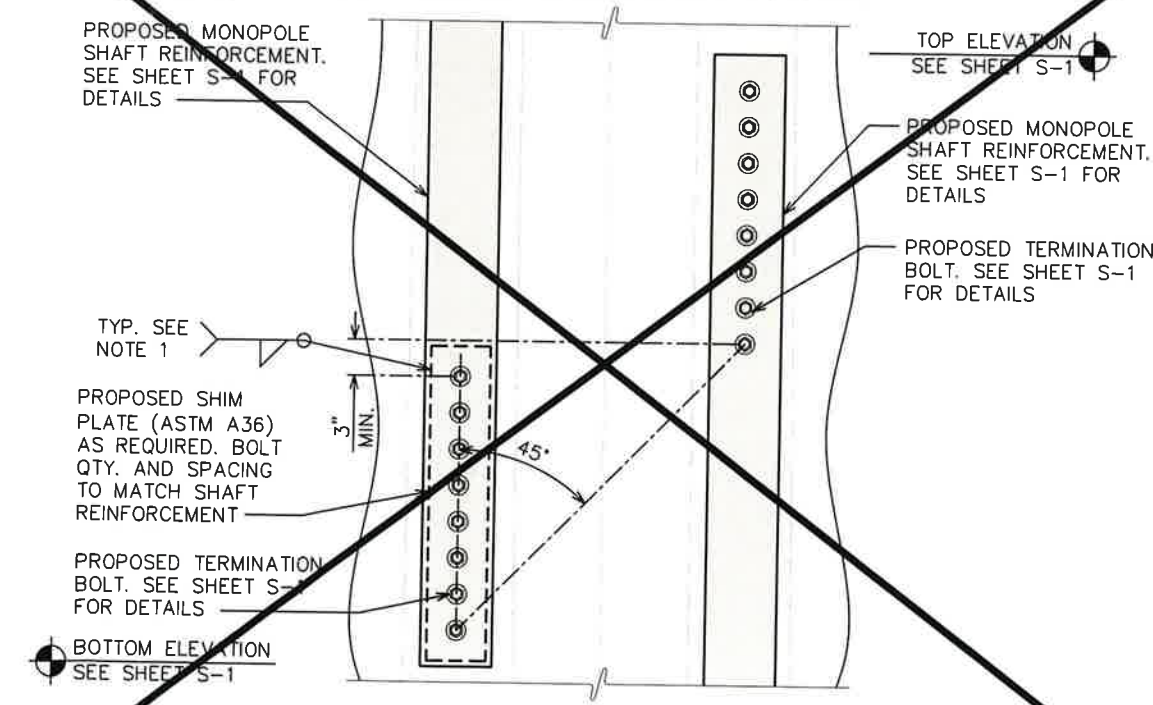 PROPOSED MONOPOLE
SHAFT REINFORCEMENT.
SEE SHEET S-1 FOR
DETAILS
TOP ELEVATION
SEE SHEET S-1
PROPOSED MONOPOLE
SHAFT REINFORCEMENT.
SEE SHEET S-1 FOR
DETAILS
PROPOSED TERMINATION
BOLT. SEE SHEET S-1
FOR DETAILS
TYP. SEE
NOTE 1
3"
MIN.
PROPOSED SHIM
PLATE (ASTM A36)
AS REQUIRED. BOLT
QTY. AND SPACING
TO MATCH SHAFT
REINFORCEMENT
45°
PROPOSED TERMINATION
BOLT. SEE SHEET S-1
FOR DETAILS
BOTTOM ELEVATION
SEE SHEET S-1